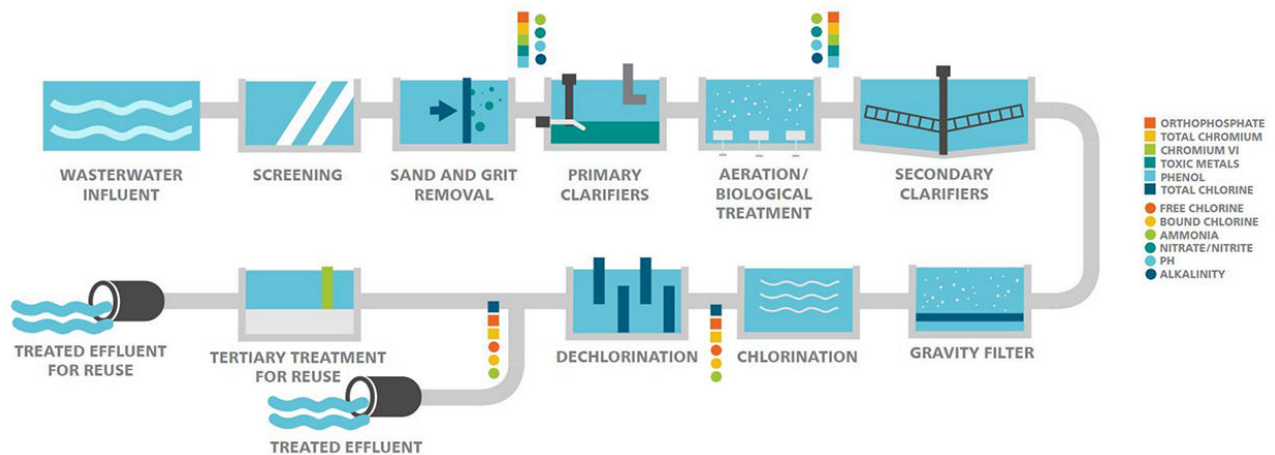 WASTERWATER
INFLUENT
SCREENING
SAND AND GRIT
REMOVAL
PRIMARY
CLARIFIERS
AERATION/
BIOLOGICAL
TREATMENT
SECONDARY
CLARIFIERS
ORTHOPHOSPHATE
TOTAL CHROMIUM
CHROMIUM VI
TOXIC METALS
PHENOL
TOTAL CHLORINE
FREE CHLORINE
BOUND CHLORINE
AMMONIA
NITRATE/NITRITE
PH
ALKALINITY
TREATED EFFLUENT
FOR REUSE
TERTIARY TREATMENT
FOR REUSE
DECHLORINATION
CHLORINATION
GRAVITY FILTER
TREATED EFFLUENT